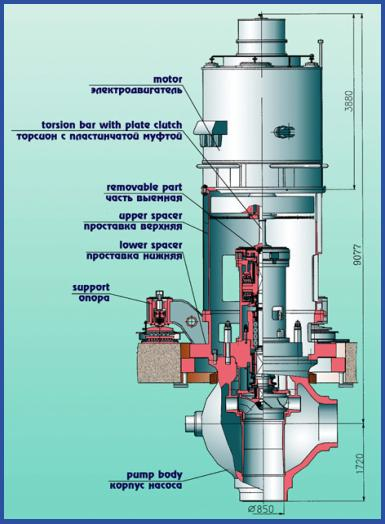 motor
электродвигатель
torsion bar with plate clutch
торсион с пластинчатой муфтой
removable part
часть выемная
upper spacer
проставка верхняя
lower spacer
проставка нижняя
support
опора
pump body
корпус насоса
3880
9077
1720
Ø850